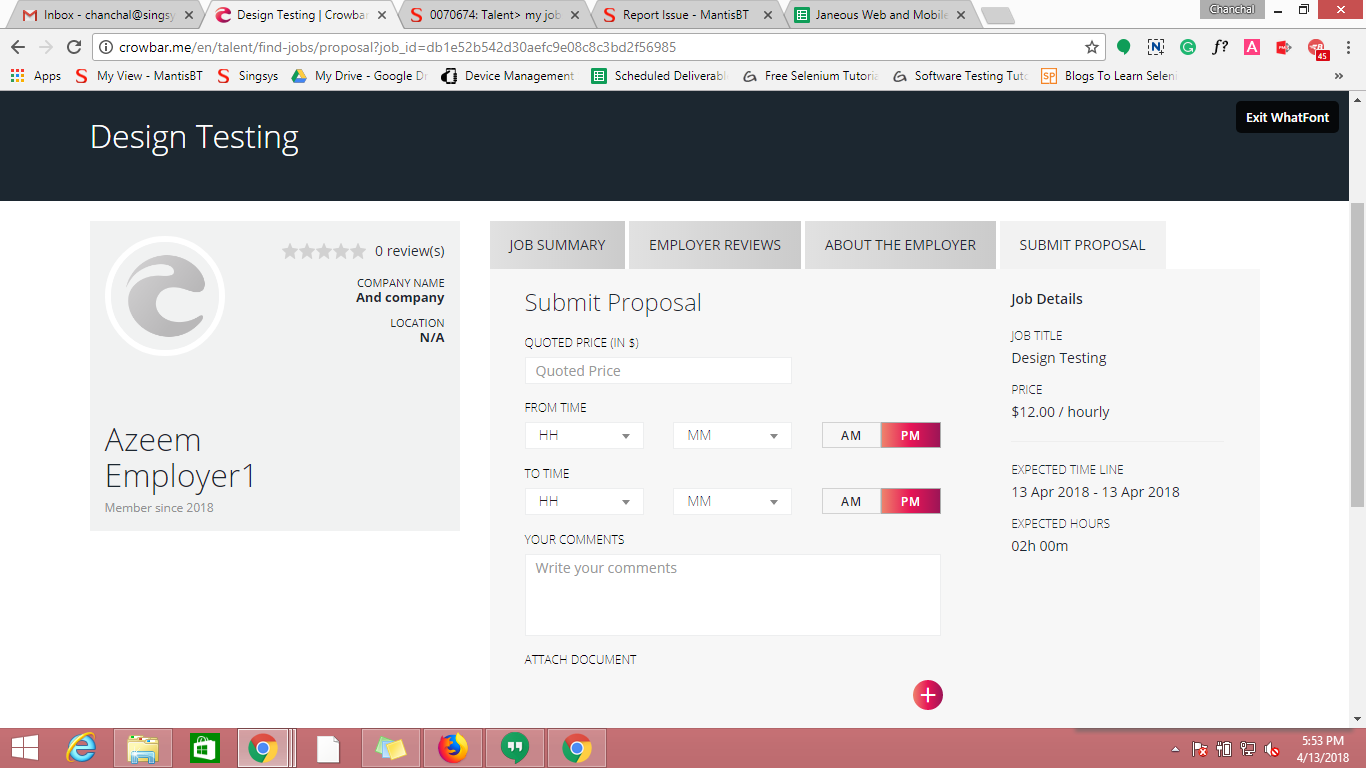 Inbox - chanchal@singsy
Design Testing | Crowbar
0070674: Talent> my job
Report Issue - MantisBT
Janeous Web and Mobile
Chanchal
crowbar.me/en/talent/find-jobs/proposal?job_id=db1e52b542d30aefc9e08c8c3bd2f56985
f?
A
45
Apps
My View - MantisBT
Singsys
My Drive - Google Dr
Device Management
Scheduled Deliverabl
Free Selenium Tutoria
Software Testing Tuto
SP
Blogs To Learn Seleni
»
Design Testing
Exit WhatFont
0 review(s)
COMPANY NAME
And company
LOCATION
N/A
Azeem
Employer1
Member since 2018
JOB SUMMARY
EMPLOYER REVIEWS
ABOUT THE EMPLOYER
SUBMIT PROPOSAL
Submit Proposal
QUOTED PRICE (IN $)
Quoted Price
FROM TIME
HH
MM
AM
PM
TO TIME
HH
MM
AM
PM
YOUR COMMENTS
Write your comments
ATTACH DOCUMENT
+
Job Details
JOB TITLE
Design Testing
PRICE
$12.00 / hourly
EXPECTED TIME LINE
13 Apr 2018 - 13 Apr 2018
EXPECTED HOURS
02h 00m
5:53 PM
4/13/2018